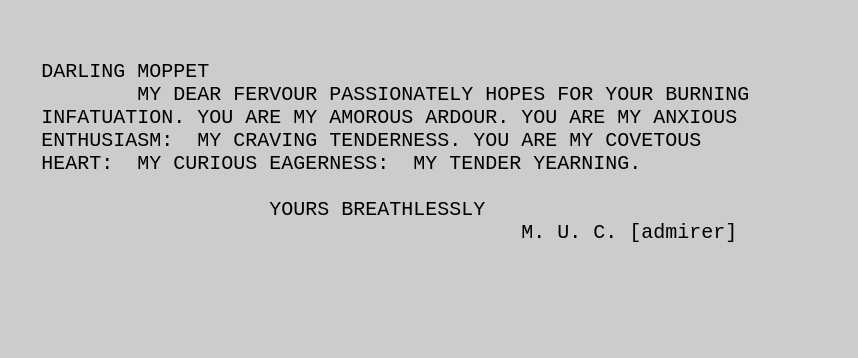 DARLING MOPPET
MY DEAR FERVOUR PASSIONATELY HOPES FOR YOUR BURNING
INFATUATION. YOU ARE MY AMOROUS ARDOUR. YOU ARE MY ANXIOUS
ENTHUSIASM:  MY CRAVING TENDERNESS. YOU ARE MY COVETOUS
HEART:  MY CURIOUS EAGERNESS:  MY TENDER YEARNING.
YOURS BREATHLESSLY
M. U. C. [admirer]